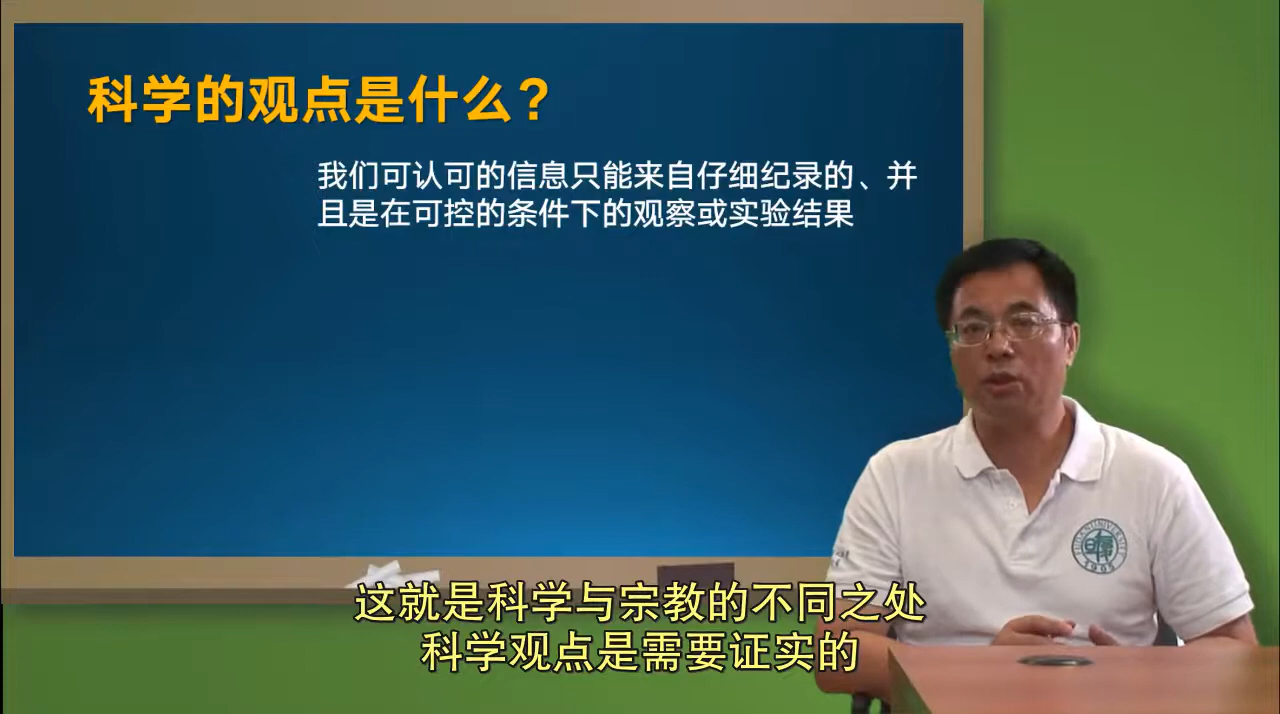 科学的观点是什么？
我们可认可的信息只能来自仔细纪录的、并
且是在可控的条件下的观察或实验结果
这就是科学与宗教的不同之处
科学观点是需要证实的
1905